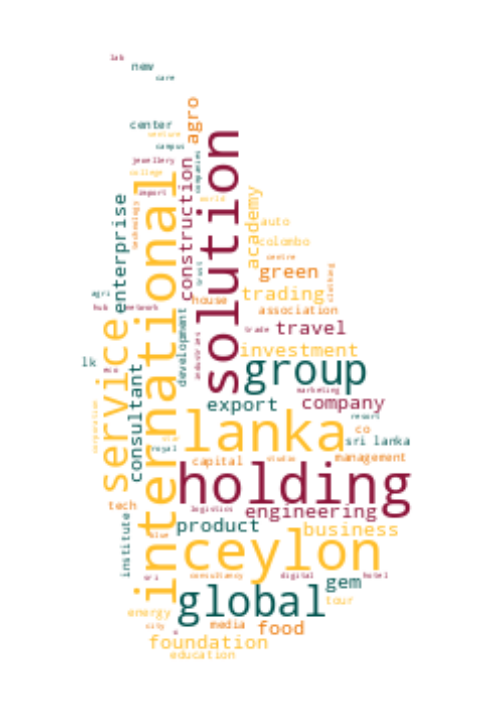 lab
new
care
agro
center
venture
campus
solution
companies
jewellery
construction
college
international
import
academy
enterprise
world
technology
auto
colombo
centre
trust
green
clothing
agri
trading
house
hub
network
association
development
service
trade
travel
industries
investment
lk
group
consultant
marketing
export
company
corporation
lanka
resort
co
sri lanka
royal
capital
studio
management
holding
tech
logistics
engineering
institute
product
business
blue
ceylon
sri
consultancy
digital
gem
hotel
global
tour
energy
city
media
food
foundation
education